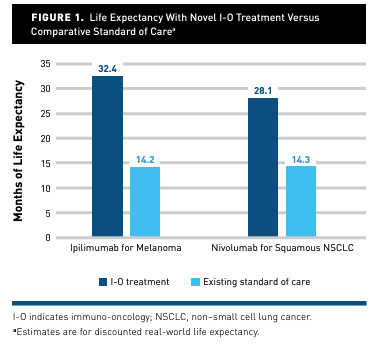 FIGURE 1. Life Expectancy With Novel I-O Treatment Versus
Comparative Standard of Careᵃ
Months of Life Expectancy
35
30
25
20
15
10
5
0
32.4
14.2
28.1
14.3
Ipilimumab for Melanoma
Nivolumab for Squamous NSCLC
I-O treatment
Existing standard of care
I-O indicates immuno-oncology; NSCLC, non–small cell lung cancer.
ᵃEstimates are for discounted real-world life expectancy.